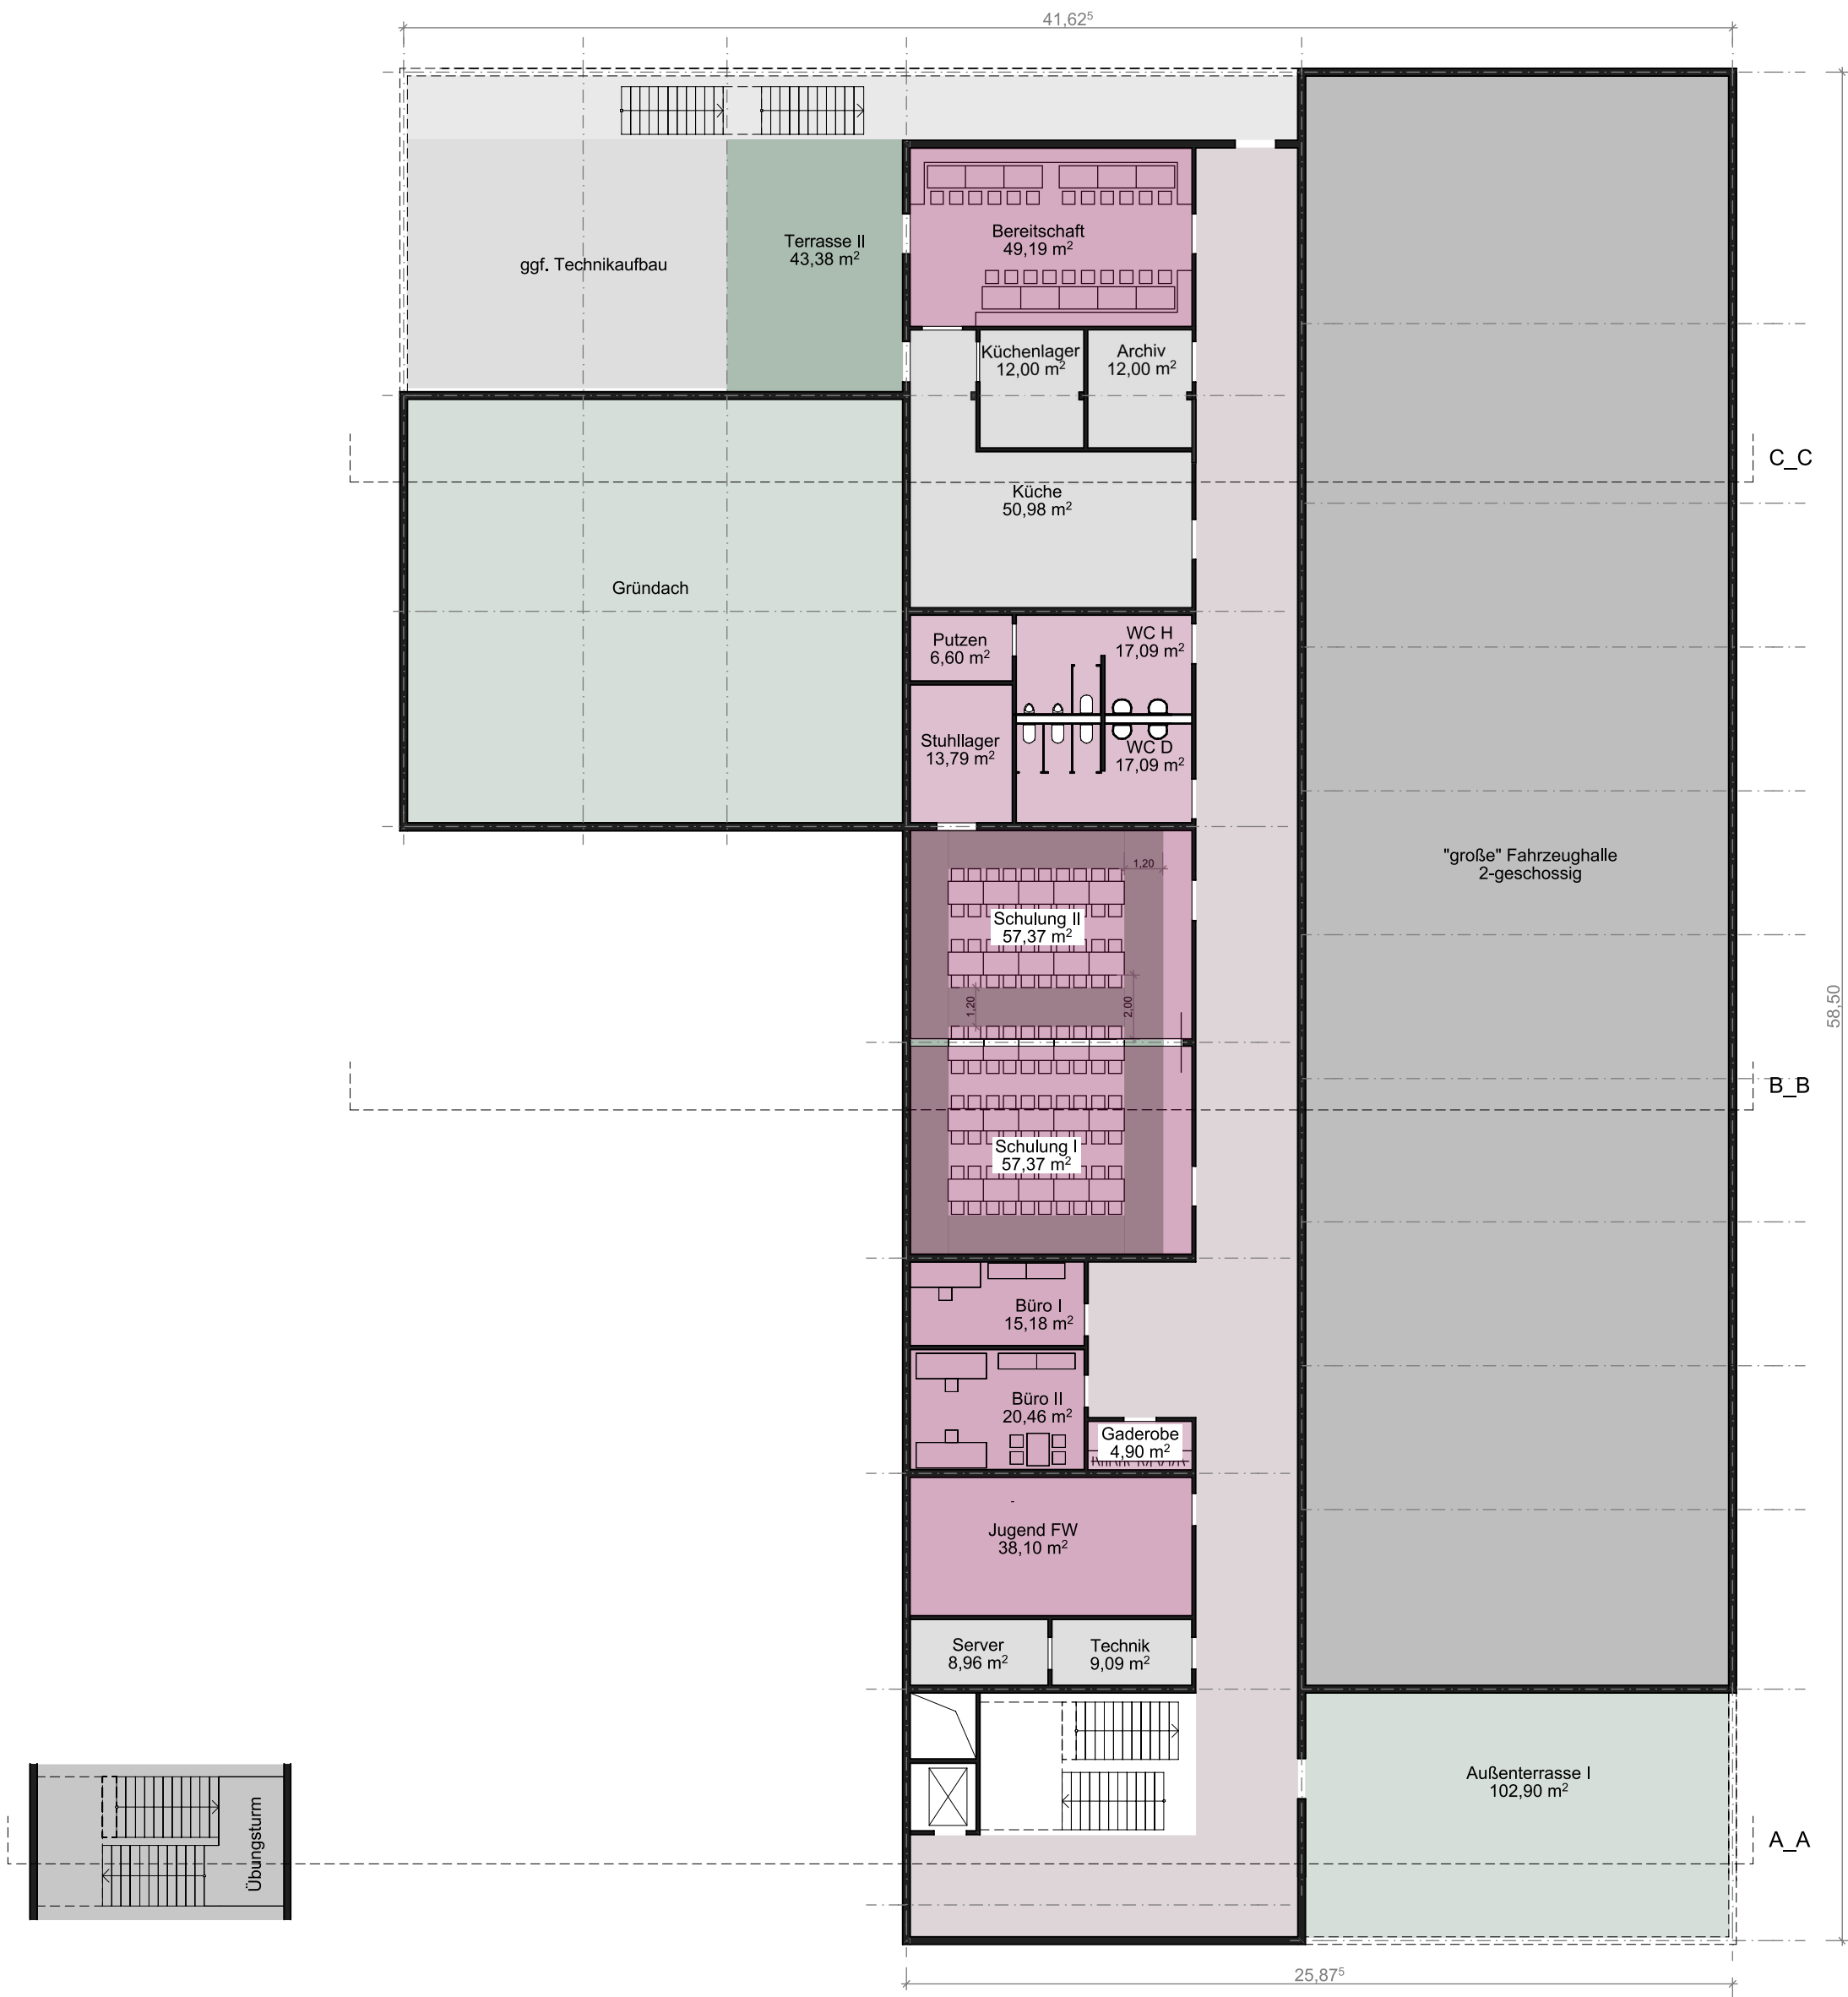 41,62⁵
Terrasse II
43,38 m²
ggf. Technikaufbau
Bereitschaft
49,19 m²
Küchenlager
12,00 m²
Archiv
12,00 m²
C_C
Küche
50,98 m²
Gründach
Putzen
6,60 m²
WC H
17,09 m²
Stuhllager
13,79 m²
WC D
17,09 m²
"große" Fahrzeughalle
2-geschossig
1,20
Schulung II
57,37 m²
1,20
2,00
58,50
B_B
Schulung I
57,37 m²
Büro I
15,18 m²
Büro II
20,46 m²
Gaderobe
4,90 m²
Jugend FW
38,10 m²
Server
8,96 m²
Technik
9,09 m²
Außenterrasse I
102,90 m²
Übungsturm
A_A
25,87⁵